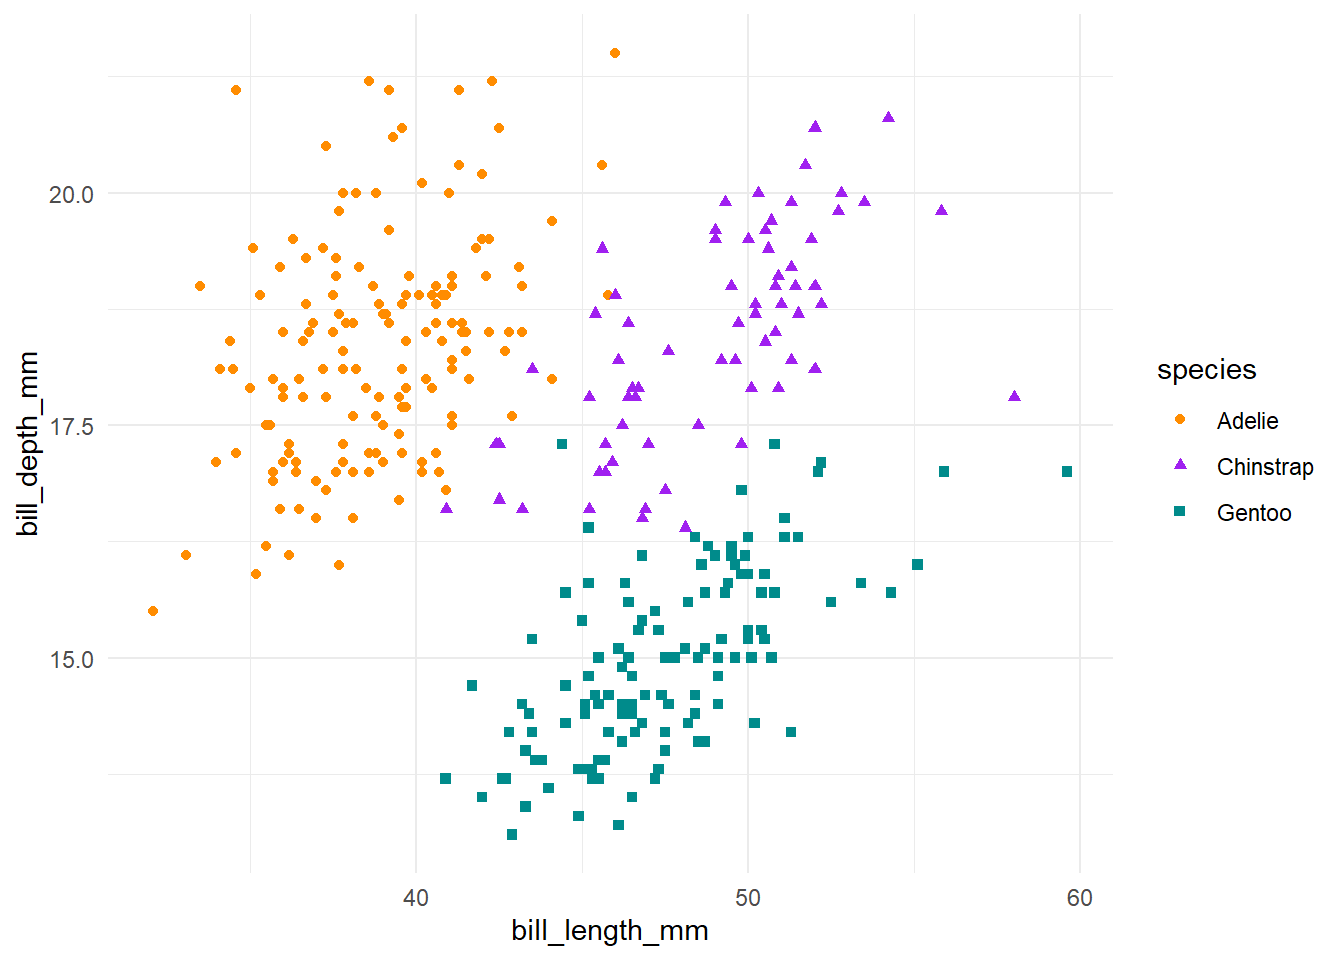 20.0
17.5
15.0
bill_depth_mm
40 50 60
bill_length_mm
species
Adelie
Chinstrap
Gentoo